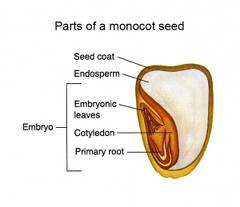 Parts of a monocot seed
Seed coat
Endosperm
Embryonic
leaves
Embryo
Cotyledon
Primary root